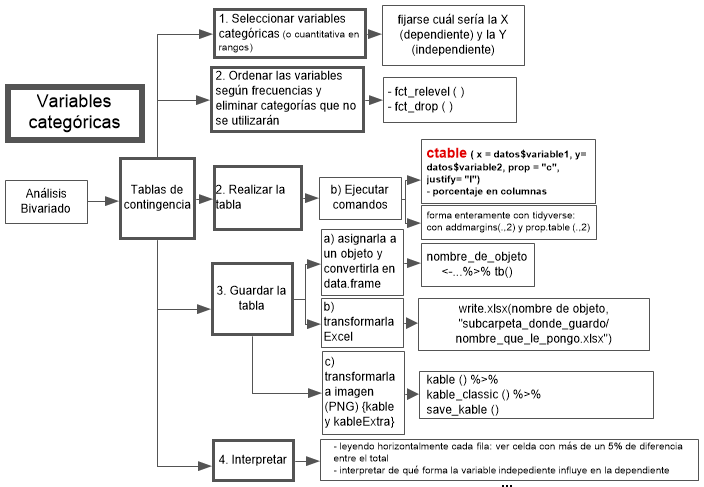 1. Seleccionar variables
categóricas (o cuantitativa en
rangos)
fijarse cuál sería la X
(dependiente) y la Y
(independiente)
Variables
categóricas
2. Ordenar las variables
según frecuencias y
eliminar categorías que no
se utilizarán
- fct_relevel ( )
- fct_drop ( )
Análisis
Bivariado
Tablas de
contingencia
2. Realizar la
tabla
b) Ejecutar
comandos
ctable ( x = datos$variable1, y=
datos$variable2, prop = "c",
justify= "l")
- porcentaje en columnas
forma enteramente con tidyverse:
con addmargins(.,2) y prop.table (.,2)
3. Guardar la
tabla
a) asignarla a
un objeto y
convertirla en
data.frame
nombre_de_objeto
<-...%>% tb()
b)
transformarla
Excel
write.xlsx(nombre de objeto,
"subcarpeta_donde_guardo/
nombre_que_le_pongo.xlsx")
c)
transformarla
a imagen
(PNG) {kable
y kableExtra}
kable () %>%
kable_classic () %>%
save_kable ()
4. Interpretar
- leyendo horizontalmente cada fila: ver celda con más de un 5% de diferencia
entre el total
- interpretar de qué forma la variable indepediente influye en la dependiente
...